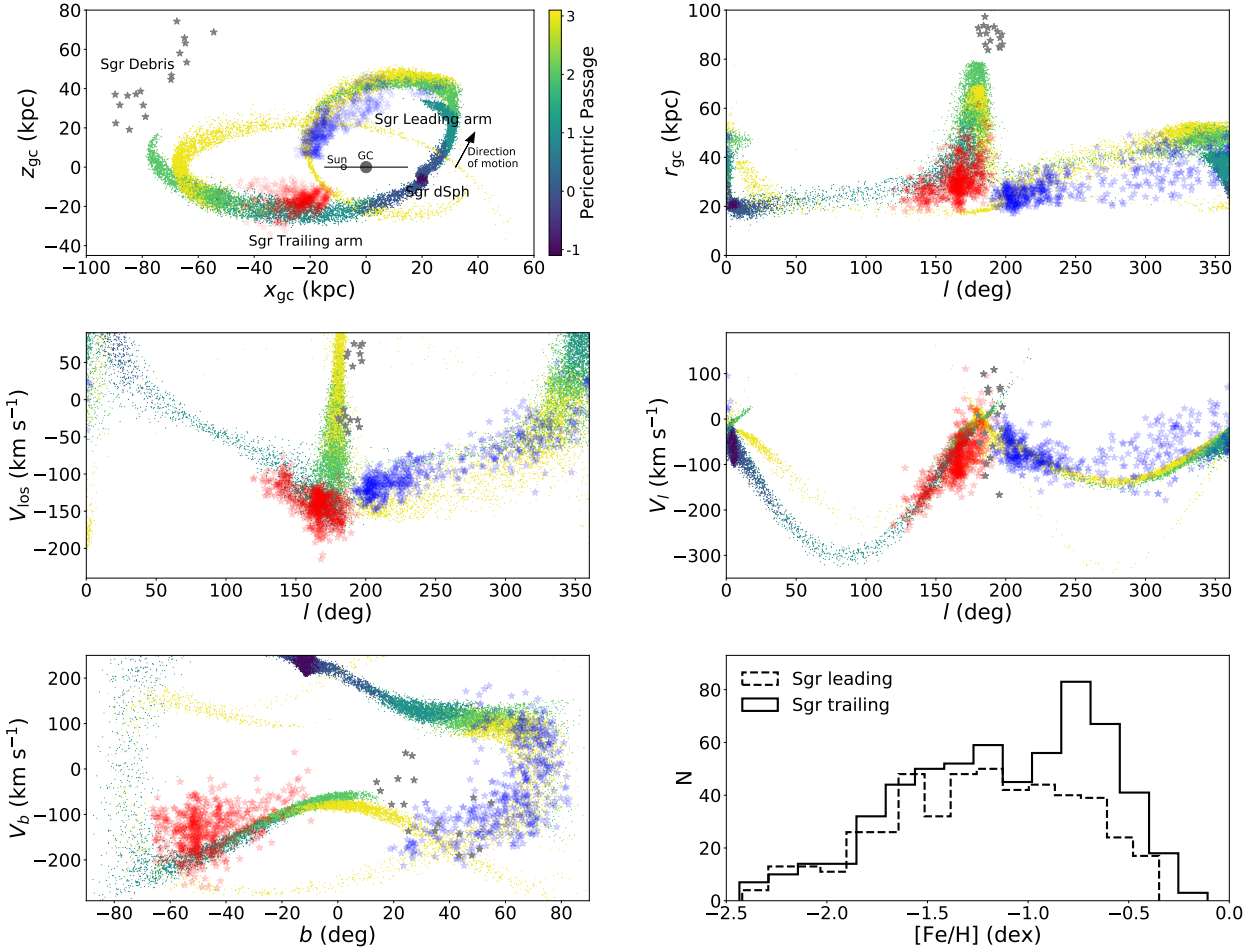 80
60
40
20
0
−20
−40
z_gc (kpc)
Sgr Debris
Sgr Leading arm
Sun
GC
Direction
of motion
Sgr dSph
Sgr Trailing arm
−100 −80 −60 −40 −20 0 20 40 60
x_gc (kpc)
3
2
1
0
-1
Pericentric Passage
100
80
60
40
20
0
r_gc (kpc)
0 50 100 150 200 250 300 350
l (deg)
50
0
−50
−100
−150
−200
V_los (km s⁻¹)
0 50 100 150 200 250 300 350
l (deg)
100
0
−100
−200
−300
V_l (km s⁻¹)
0 50 100 150 200 250 300 350
l (deg)
200
100
0
−100
−200
V_b (km s⁻¹)
−80 −60 −40 −20 0 20 40 60 80
b (deg)
Sgr leading
Sgr trailing
80
60
40
20
0
N
−2.5 −2.0 −1.5 −1.0 −0.5 0.0
[Fe/H] (dex)